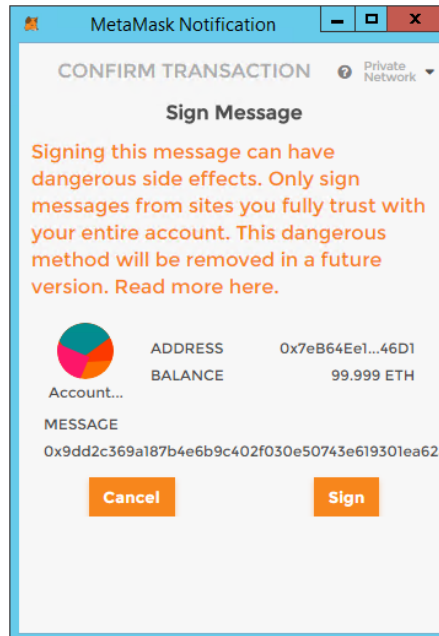 MetaMask Notification
CONFIRM TRANSACTION
Private
Network
Sign Message
Signing this message can have
dangerous side effects. Only sign
messages from sites you fully trust with
your entire account. This dangerous
method will be removed in a future
version. Read more here.
ADDRESS 0x7eB64Ee1...46D1
BALANCE 99.999 ETH
Account...
MESSAGE
0x9dd2c369a187b4e6b9c402f030e50743e619301ea62
Cancel Sign